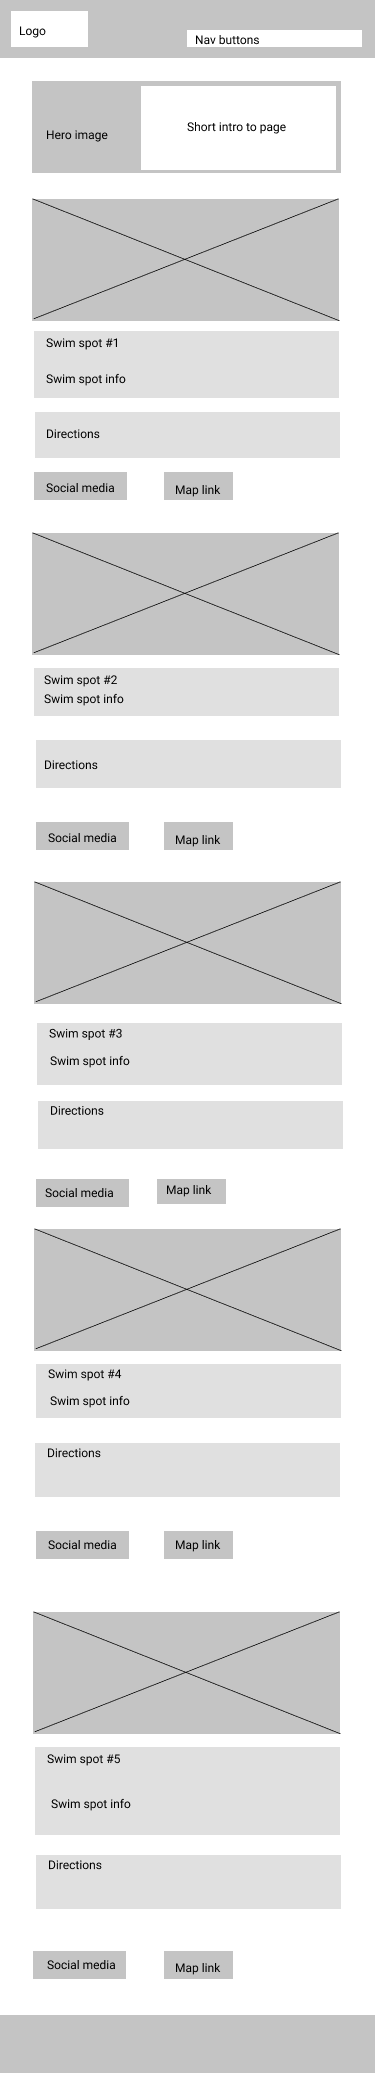 Logo
Nav buttons
Hero image
Short intro to page
Swim spot #1
Swim spot info
Directions
Social media
Map link
Swim spot #2
Swim spot info
Directions
Social media
Map link
Swim spot #3
Swim spot info
Directions
Social media
Map link
Swim spot #4
Swim spot info
Directions
Social media
Map link
Swim spot #5
Swim spot info
Directions
Social media
Map link